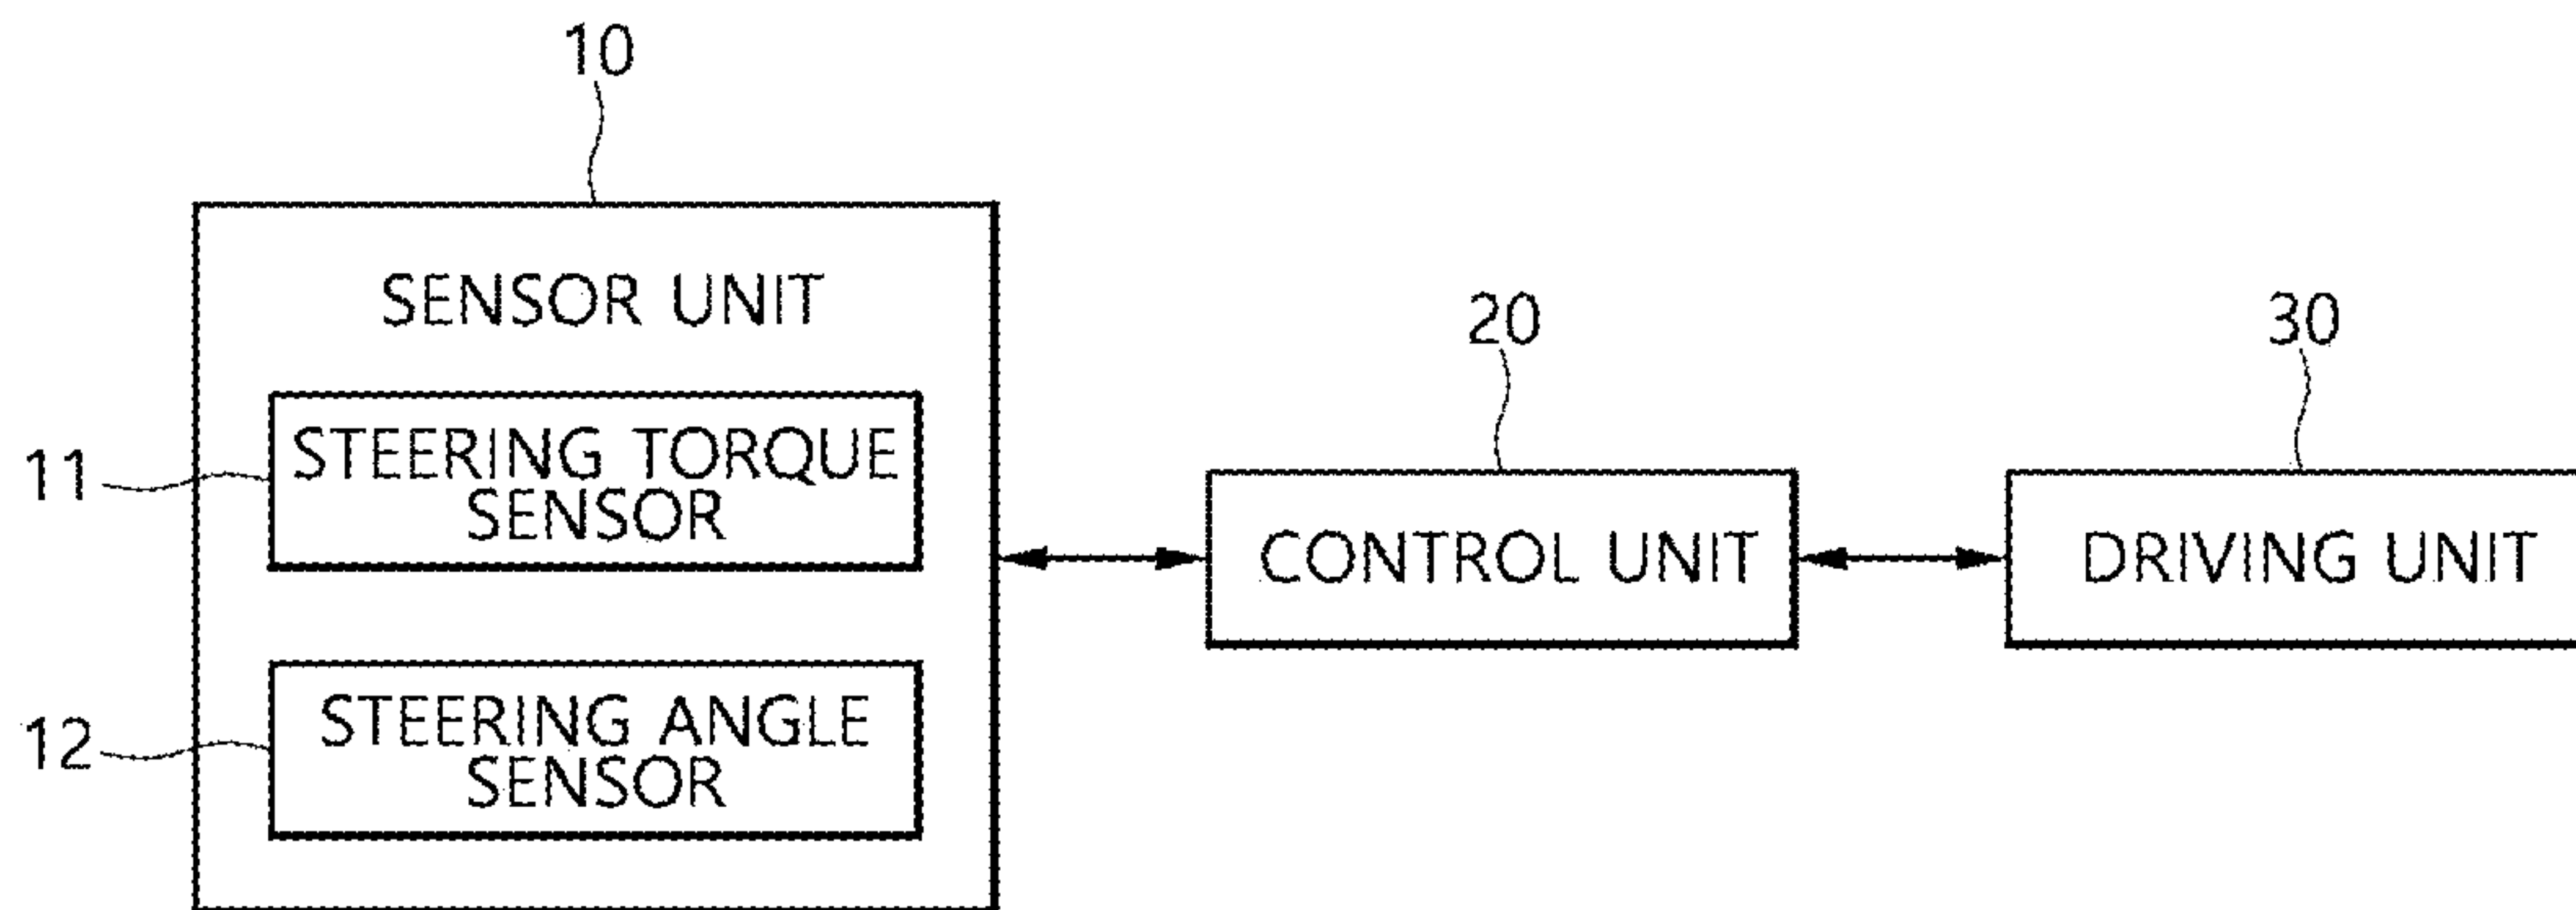 10
SENSOR UNIT
20
30
11
STEERING TORQUE
SENSOR
CONTROL UNIT
DRIVING UNIT
12
STEERING ANGLE
SENSOR